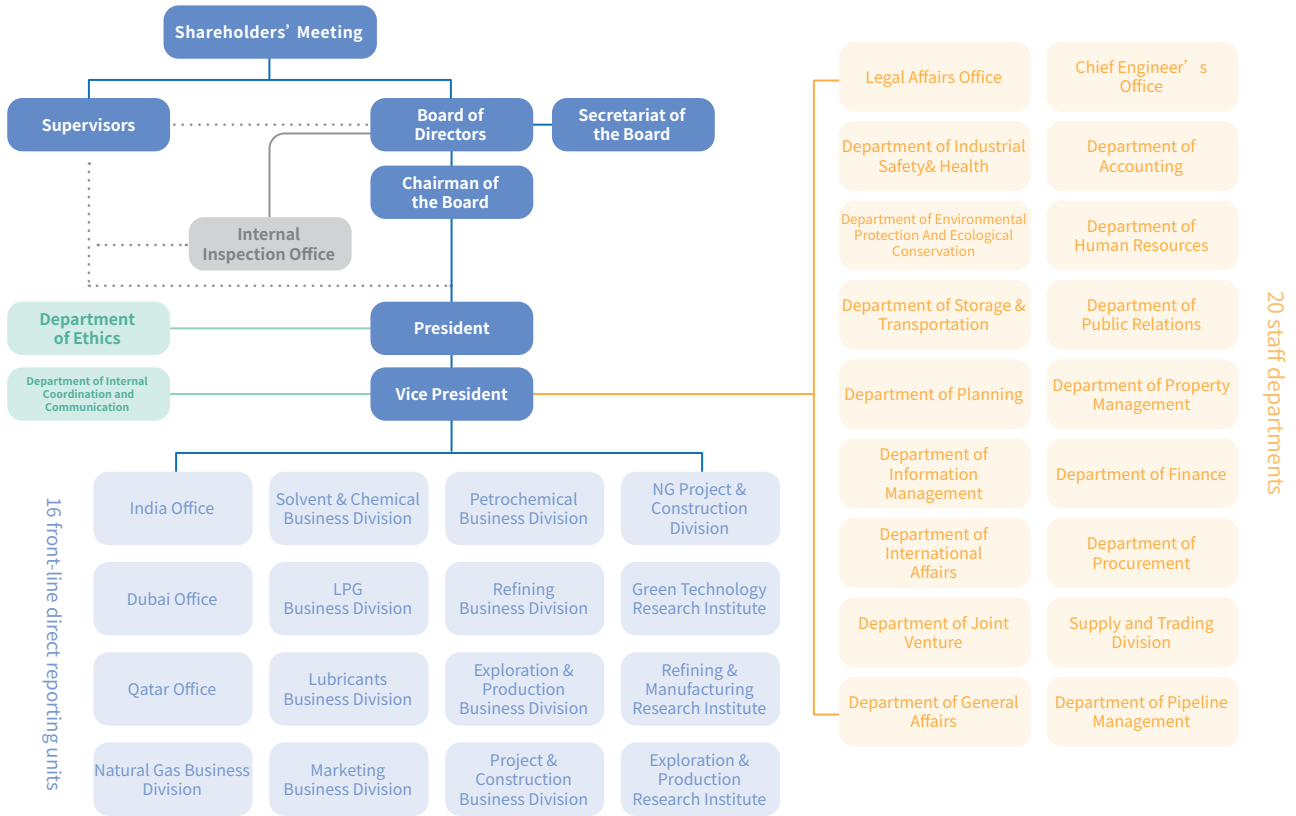 Shareholders’ Meeting
Supervisors
Board of
Directors
Secretariat of
the Board
Chairman of
the Board
Internal
Inspection Office
Department
of Ethics
President
Department of Internal
Coordination and
Communication
Vice President
16 front-line direct reporting units
India Office
Solvent & Chemical
Business Division
Petrochemical
Business Division
NG Project &
Construction
Division
Dubai Office
LPG
Business Division
Refining
Business Division
Green Technology
Research Institute
Qatar Office
Lubricants
Business Division
Exploration &
Production
Business Division
Refining &
Manufacturing
Research Institute
Natural Gas Business
Division
Marketing
Business Division
Project &
Construction
Business Division
Exploration &
Production
Research Institute
Legal Affairs Office
Chief Engineer’s
Office
Department of Industrial
Safety& Health
Department of
Accounting
Department of Environmental
Protection And Ecological
Conservation
Department of
Human Resources
Department of Storage &
Transportation
Department of
Public Relations
Department of Planning
Department of Property
Management
Department of
Information
Management
Department of Finance
Department of
International
Affairs
Department of
Procurement
Department of Joint
Venture
Supply and Trading
Division
Department of General
Affairs
Department of Pipeline
Management
20 staff departments